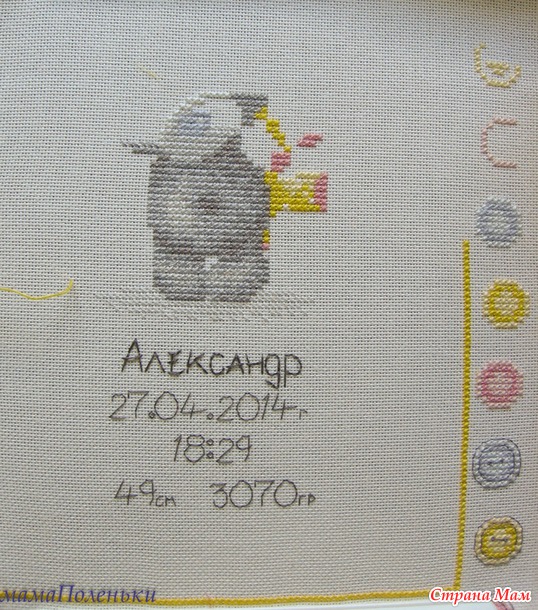 Александр
27.04.2014г
18:29
49см 3070гр
мамаПоленьки
Страна Мам